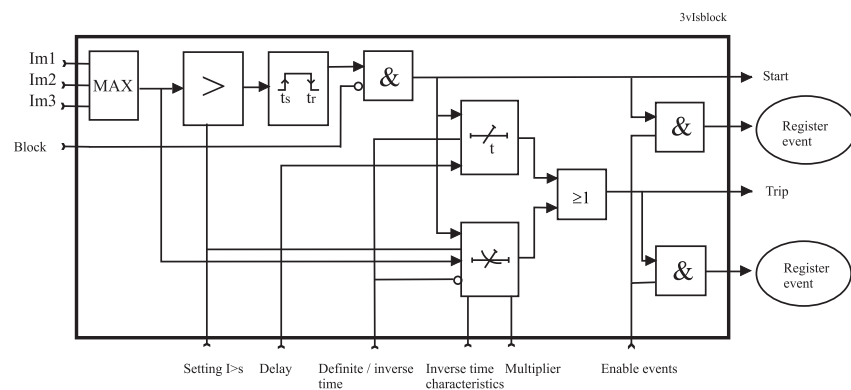 3vIsblock
Im1
Im2
Im3
MAX
>
ts
tr
&
Start
Block
t
&
Register
event
≥1
Trip
&
Register
event
Setting I>s
Delay
Definite / inverse
time
Inverse time
characteristics
Multiplier
Enable events